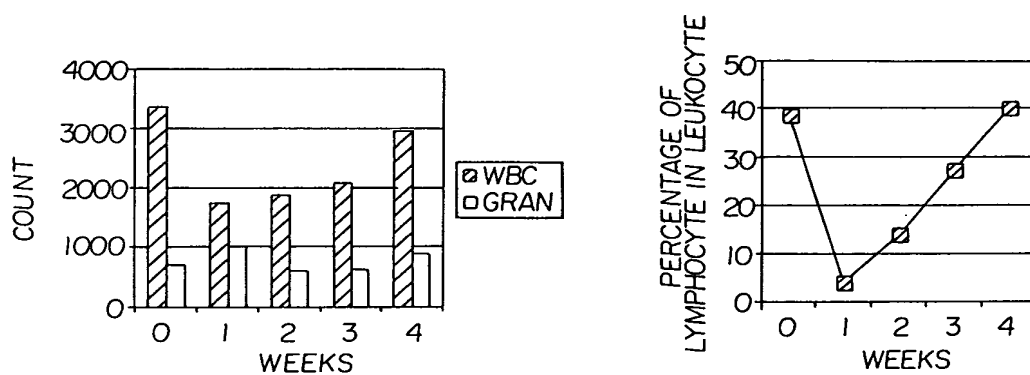 4000
3000
2000
1000
0
COUNT
0 1 2 3 4
WEEKS
WBC
GRAN
PERCENTAGE OF
LYMPHOCYTE IN LEUKOCYTE
50
40
30
20
10
0
0 1 2 3 4
WEEKS